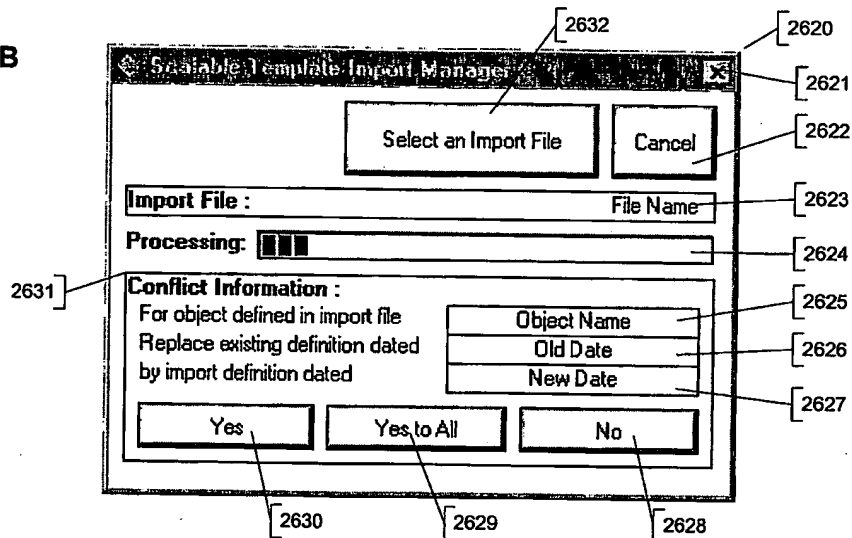 B
2632
2620
Scalable Template Import Manager
2621
Select an Import File
Cancel
2622
Import File :
File Name
2623
Processing:
2624
2631
Conflict Information :
For object defined in import file
Object Name
2625
Replace existing definition dated
Old Date
2626
by import definition dated
New Date
2627
Yes
Yes to All
No
2630
2629
2628